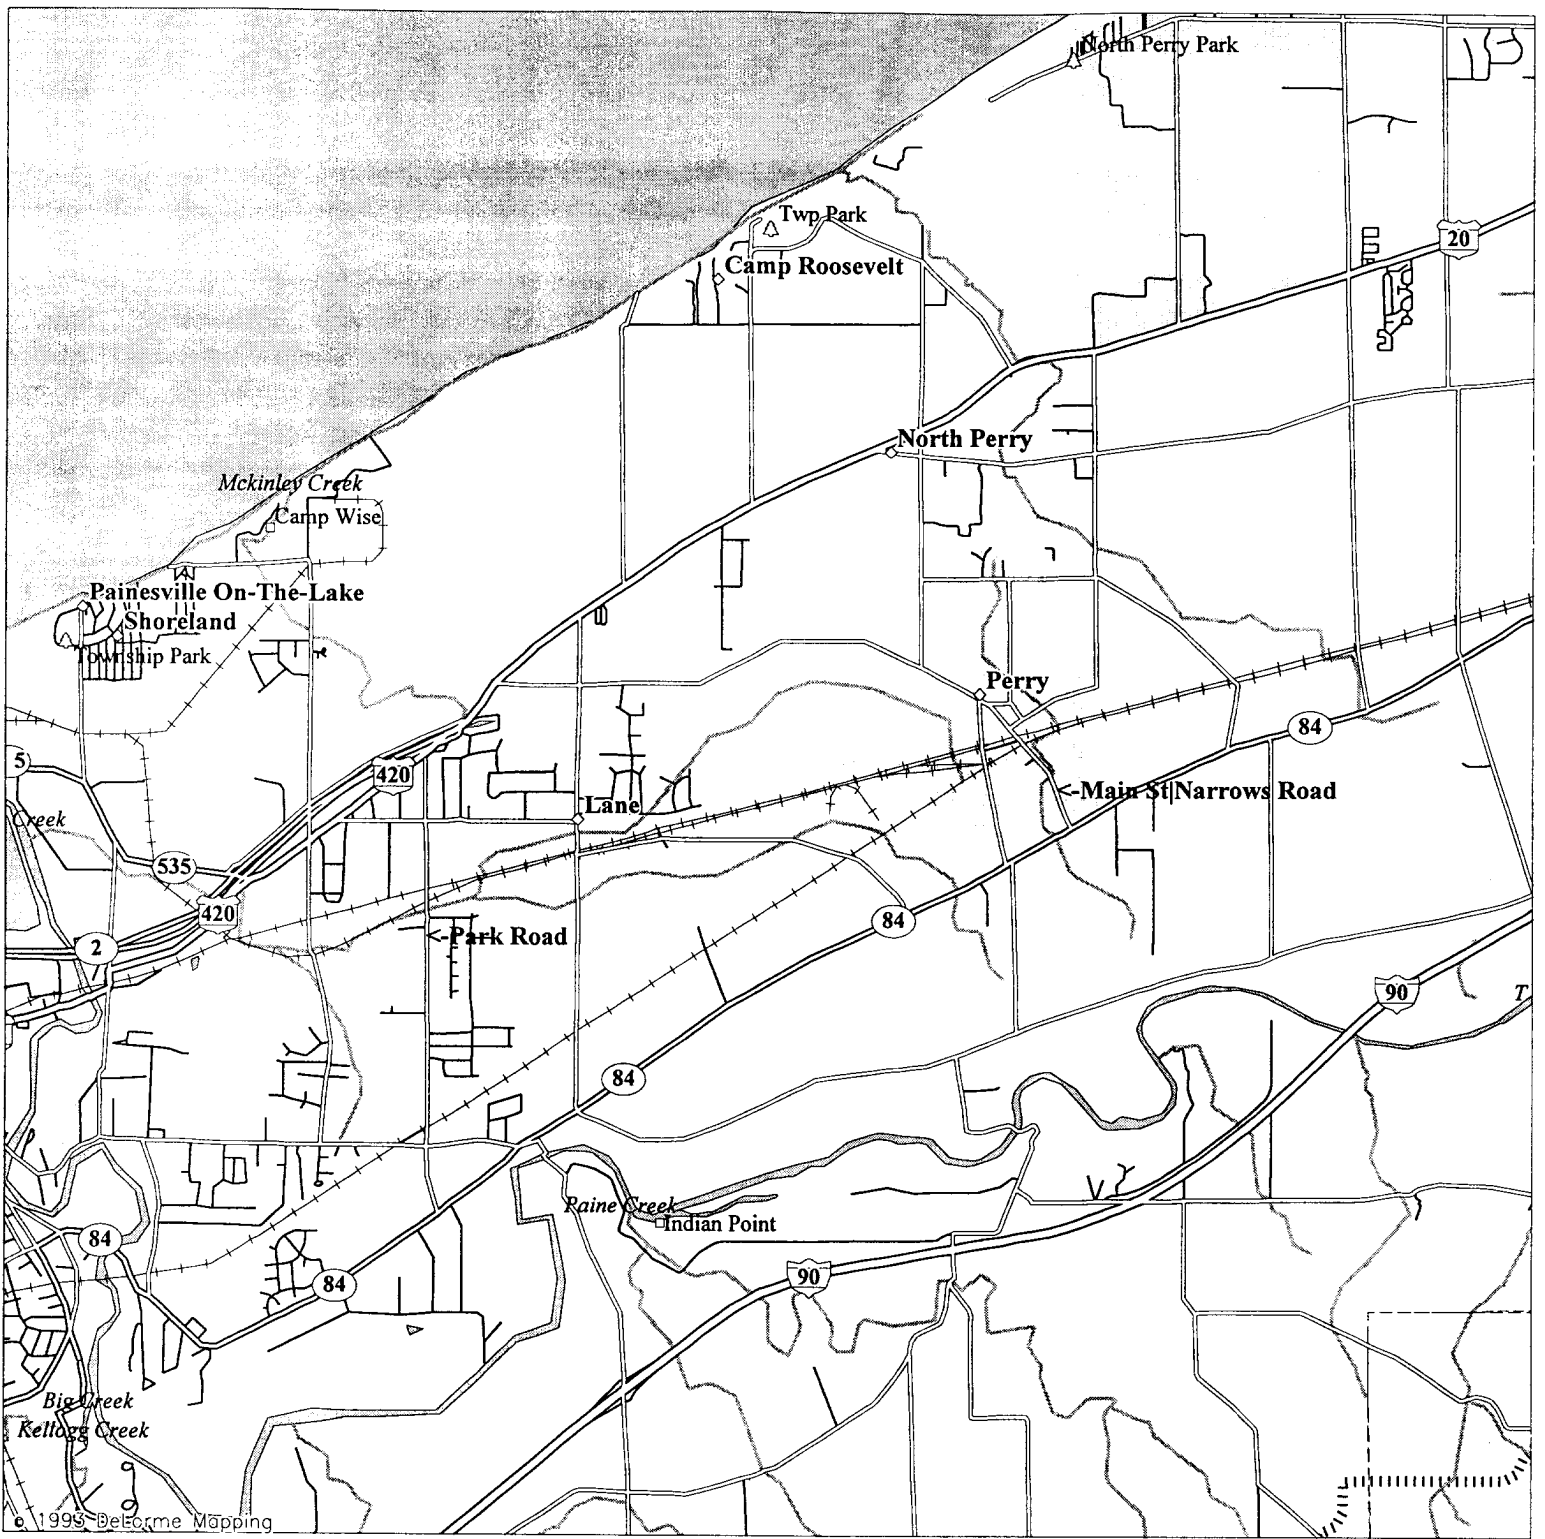 North Perry Park
Twp Park
20
Camp Roosevelt
North Perry
Mckinley Creek
Camp Wise
Painesville On-The-Lake
Shoreland
Township Park
Perry
84
5
420
<-Main St|Narrows Road
Lane
Creek
535
420
84
2
<-Park Road
90
T
84
Paine Creek
Indian Point
84
90
84
Big Creek
Kellogg Creek
© 1993 DeLorme Mapping